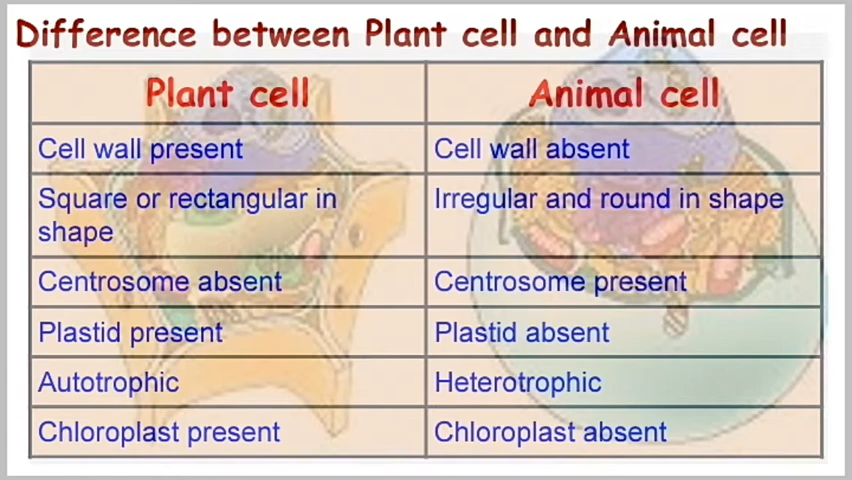 Difference between Plant cell and Animal cell
Plant cell Animal cell
Cell wall present Cell wall absent
Square or rectangular in Irregular and round in shape
shape
Centrosome absent Centrosome present
Plastid present Plastid absent
Autotrophic Heterotrophic
Chloroplast present Chloroplast absent